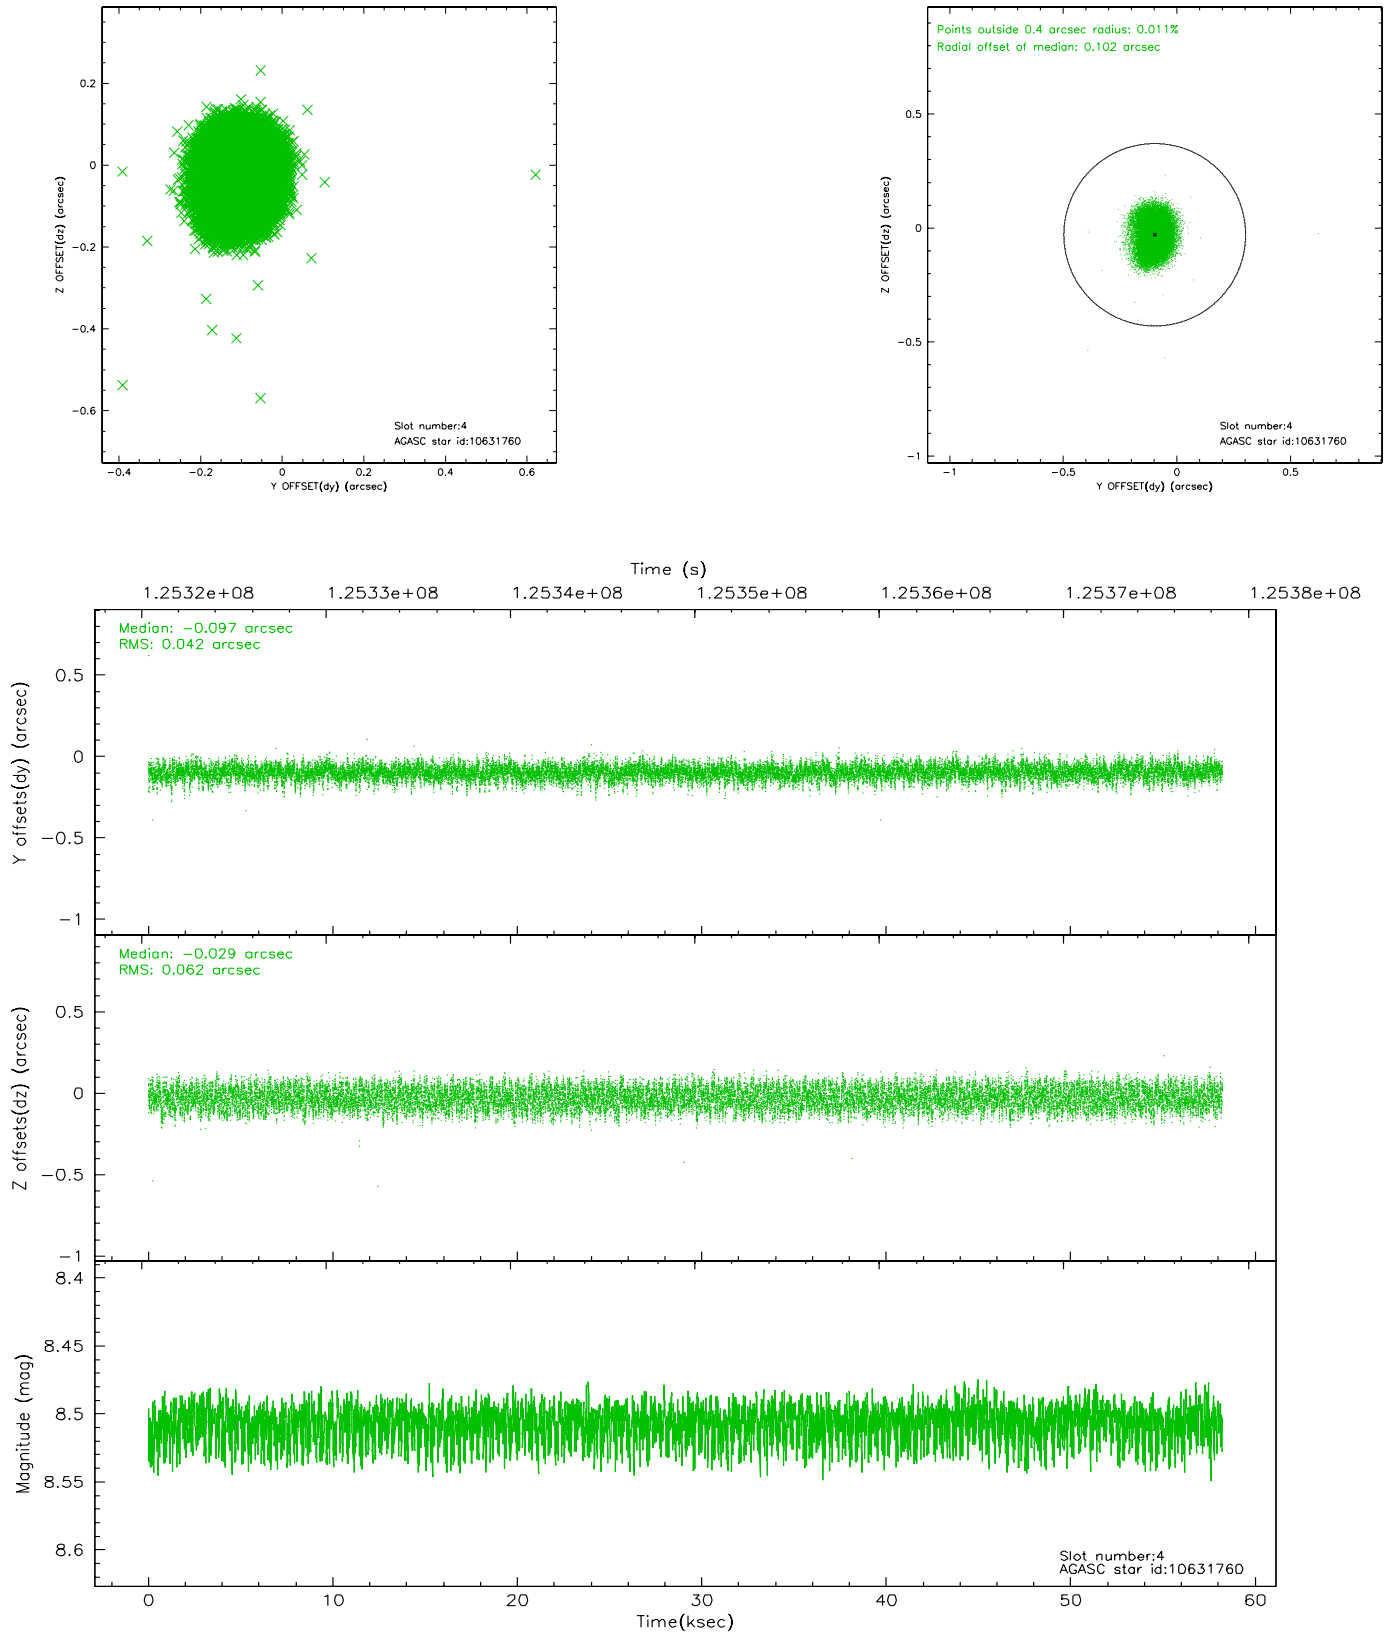 0.2
0
−0.2
−0.4
−0.6
Z OFFSET(dz) (arcsec)
Slot number:4
AGASC star id:10631760
−0.4
−0.2
0
0.2
0.4
0.6
Y OFFSET(dy) (arcsec)
Points outside 0.4 arcsec radius: 0.011%
Radial offset of median: 0.102 arcsec
0.5
0
−0.5
−1
Z OFFSET(dz) (arcsec)
Slot number:4
AGASC star id:10631760
−1
−0.5
0
0.5
Y OFFSET(dy) (arcsec)
Time (s)
1.2532e+08
1.2533e+08
1.2534e+08
1.2535e+08
1.2536e+08
1.2537e+08
1.2538e+08
Median: −0.097 arcsec
RMS: 0.042 arcsec
0.5
0
−0.5
−1
Y offsets(dy) (arcsec)
Median: −0.029 arcsec
RMS: 0.062 arcsec
0.5
0
−0.5
−1
Z offsets(dz) (arcsec)
8.4
8.45
8.5
8.55
8.6
Magnitude (mag)
Slot number:4
AGASC star id:10631760
0
10
20
30
40
50
60
Time(ksec)